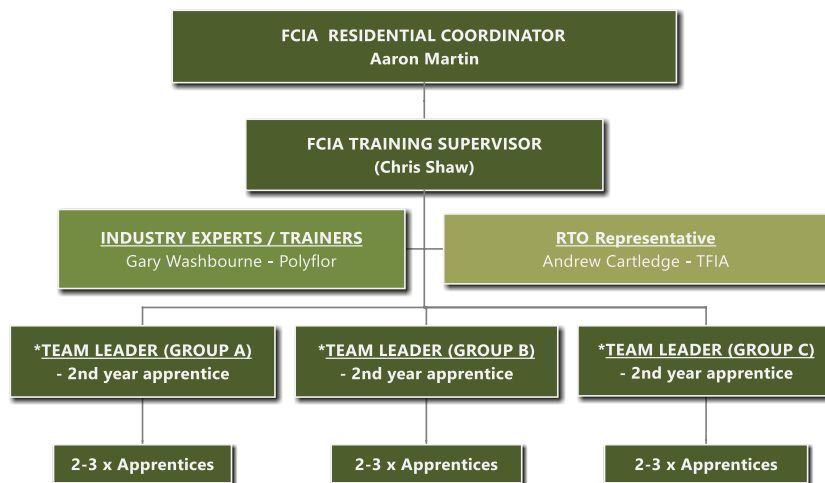 FCIA  RESIDENTIAL COORDINATOR
Aaron Martin
FCIA TRAINING SUPERVISOR
(Chris Shaw)
INDUSTRY EXPERTS / TRAINERS
Gary Washbourne - Polyflor
RTO Representative
Andrew Cartledge - TFIA
*TEAM LEADER (GROUP A)
- 2nd year apprentice
*TEAM LEADER (GROUP B)
- 2nd year apprentice
*TEAM LEADER (GROUP C)
- 2nd year apprentice
2-3 x Apprentices
2-3 x Apprentices
2-3 x Apprentices